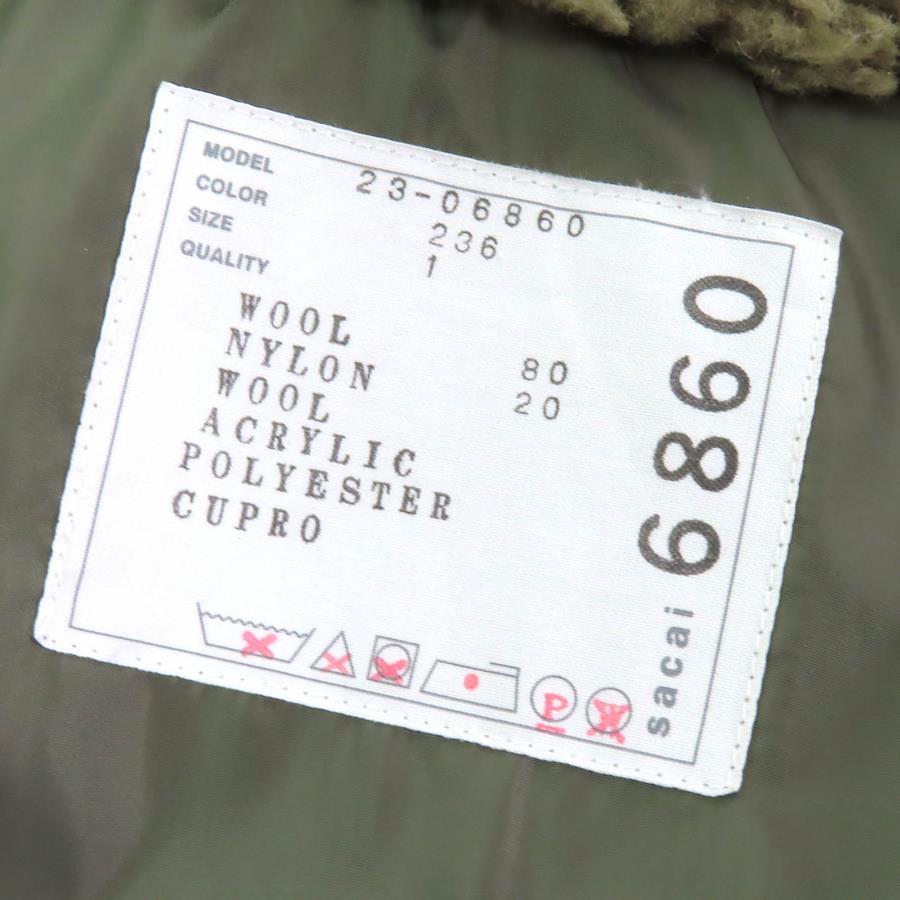 MODEL 23-06860
COLOR 236
SIZE 1
QUALITY
WOOL 80
NYLON 20
WOOL
ACRYLIC
POLYESTER
CUPRO
P
W
sacai 6860